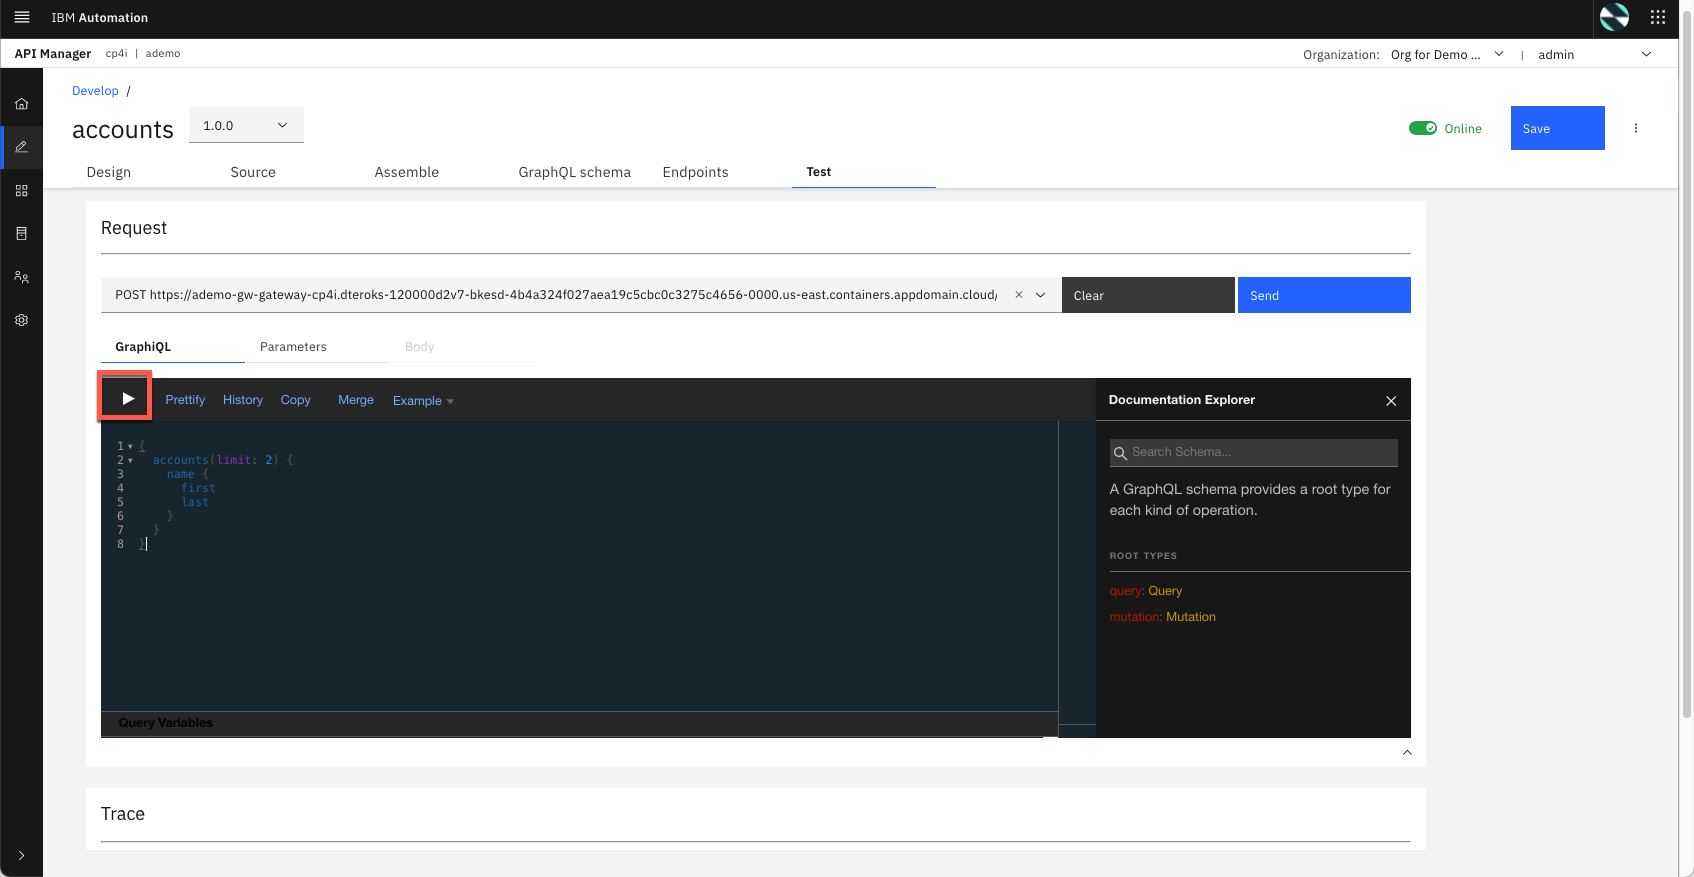 IBM Automation
API Manager cp4i | ademo
Organization: Org for Demo ... | admin
Develop /
accounts 1.0.0
Online
Save
Design Source Assemble GraphQL schema Endpoints Test
Request
POST https://ademo-gw-gateway-cp4i.dteroks-120000d2v7-bkesd-4b4a324f027aea19c5cbc0c3275c4656-0000.us-east.containers.appdomain.cloud/
Clear
Send
GraphiQL Parameters Body
Prettify History Copy Merge Example
Documentation Explorer
1 {
2 accounts(limit: 2) {
3 name {
4 first
5 last
6 }
7 }
8 }
Search Schema...
A GraphQL schema provides a root type for
each kind of operation.
ROOT TYPES
query: Query
mutation: Mutation
Query Variables
Trace